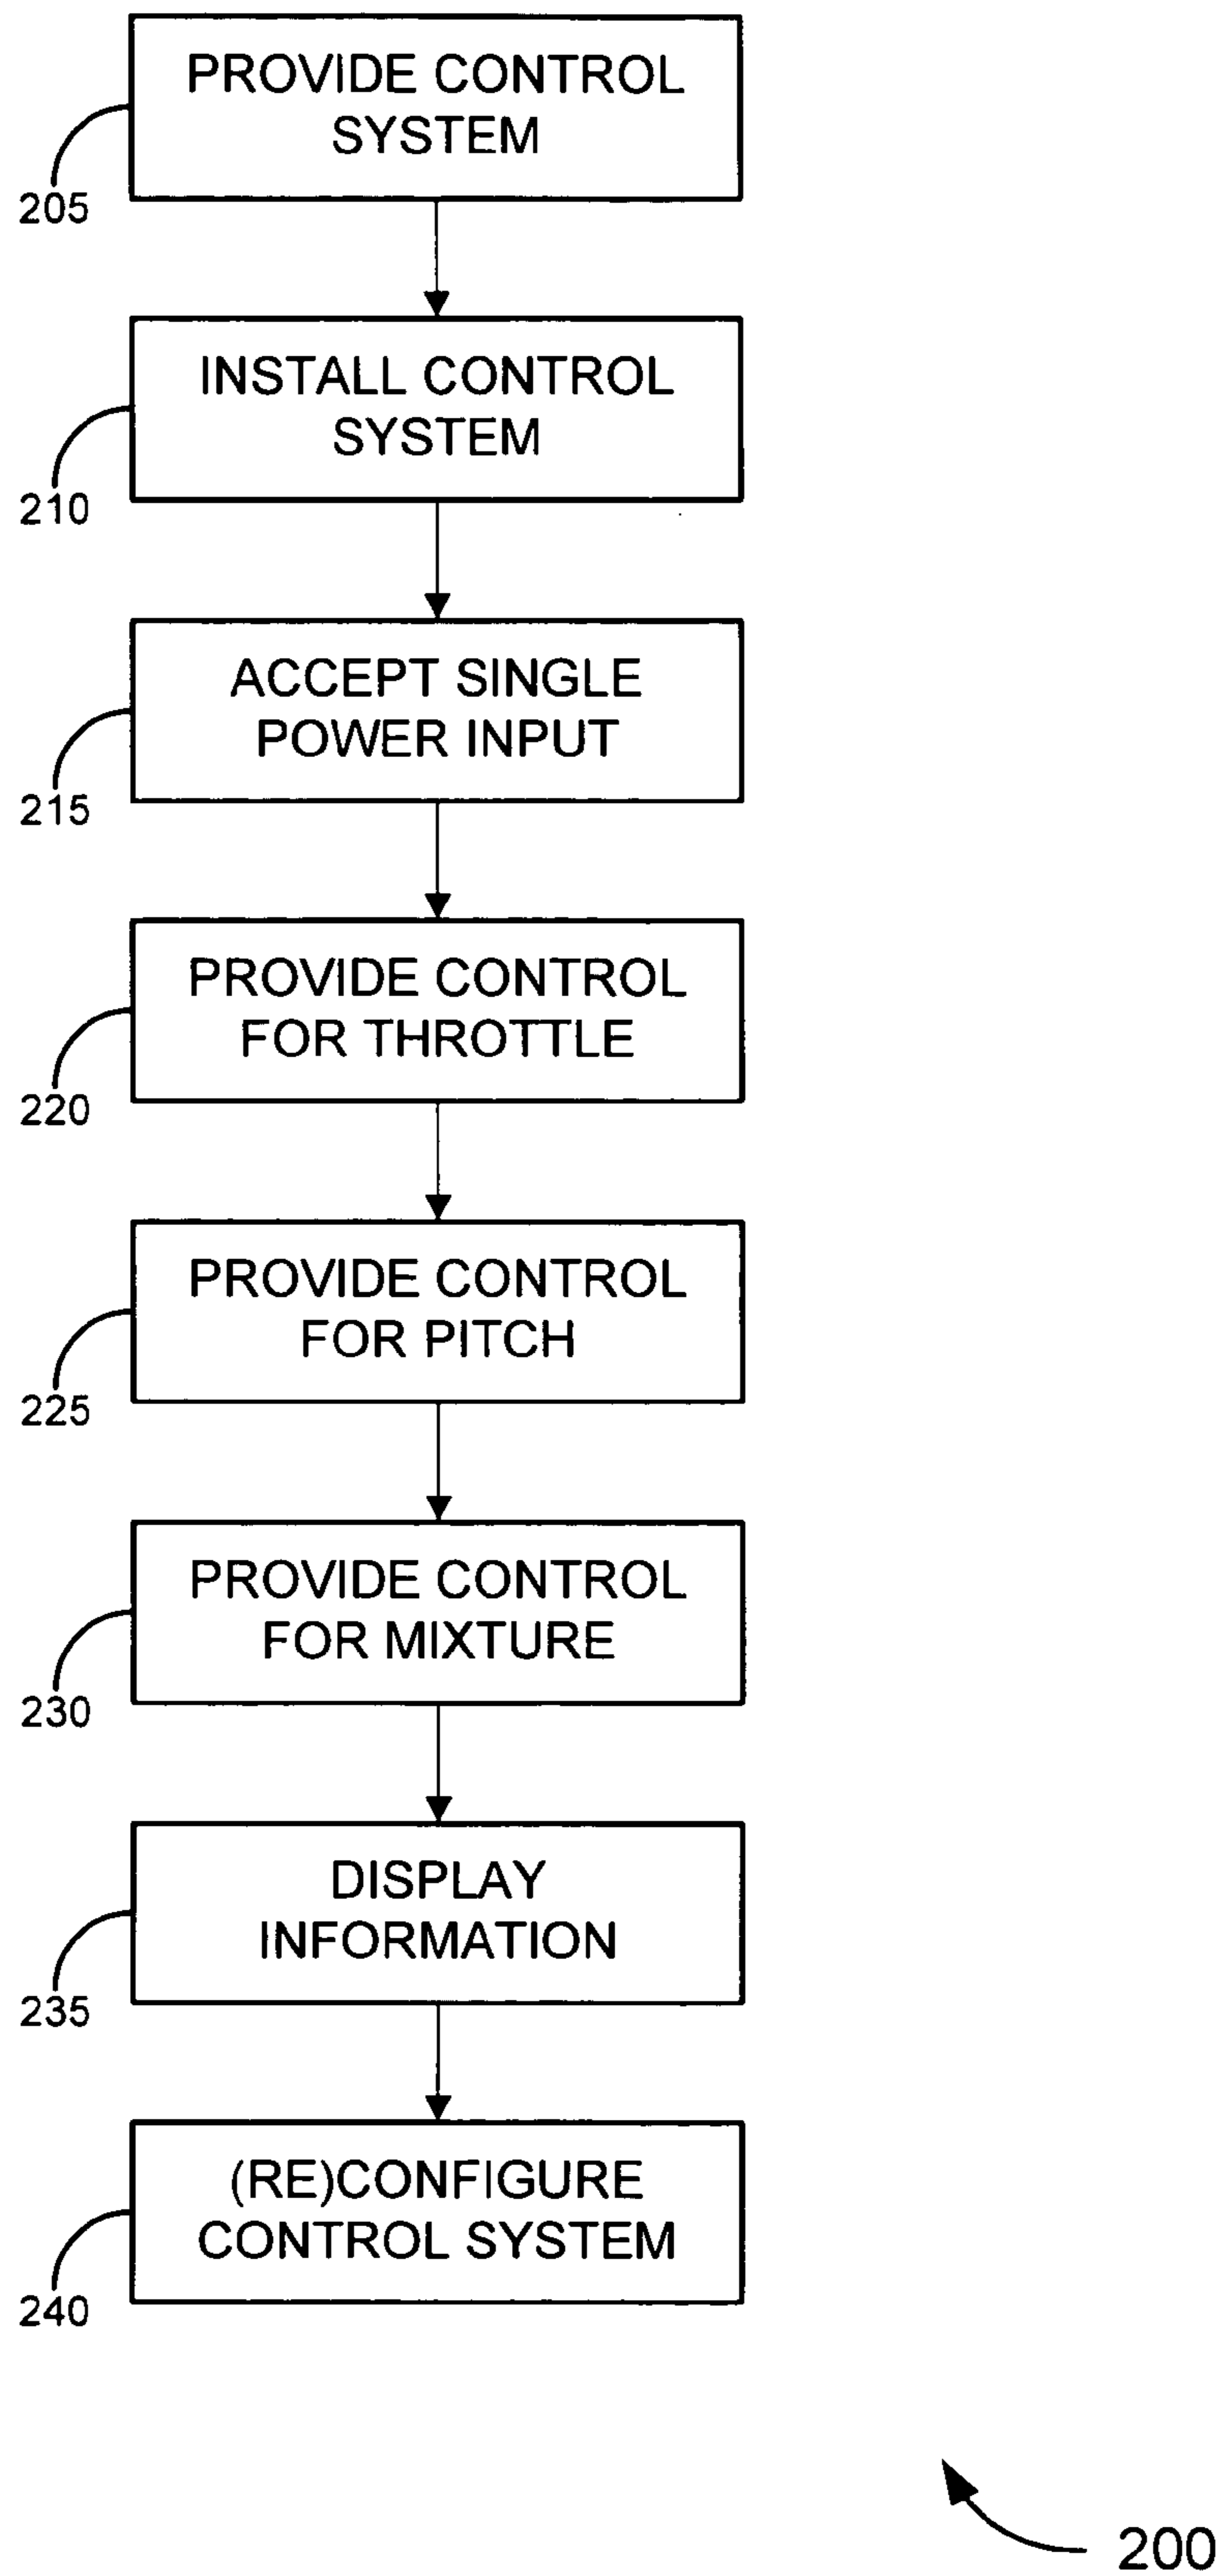 PROVIDE CONTROL
SYSTEM
205
INSTALL CONTROL
SYSTEM
210
ACCEPT SINGLE
POWER INPUT
215
PROVIDE CONTROL
FOR THROTTLE
220
PROVIDE CONTROL
FOR PITCH
225
PROVIDE CONTROL
FOR MIXTURE
230
DISPLAY
INFORMATION
235
(RE)CONFIGURE
CONTROL SYSTEM
240
200